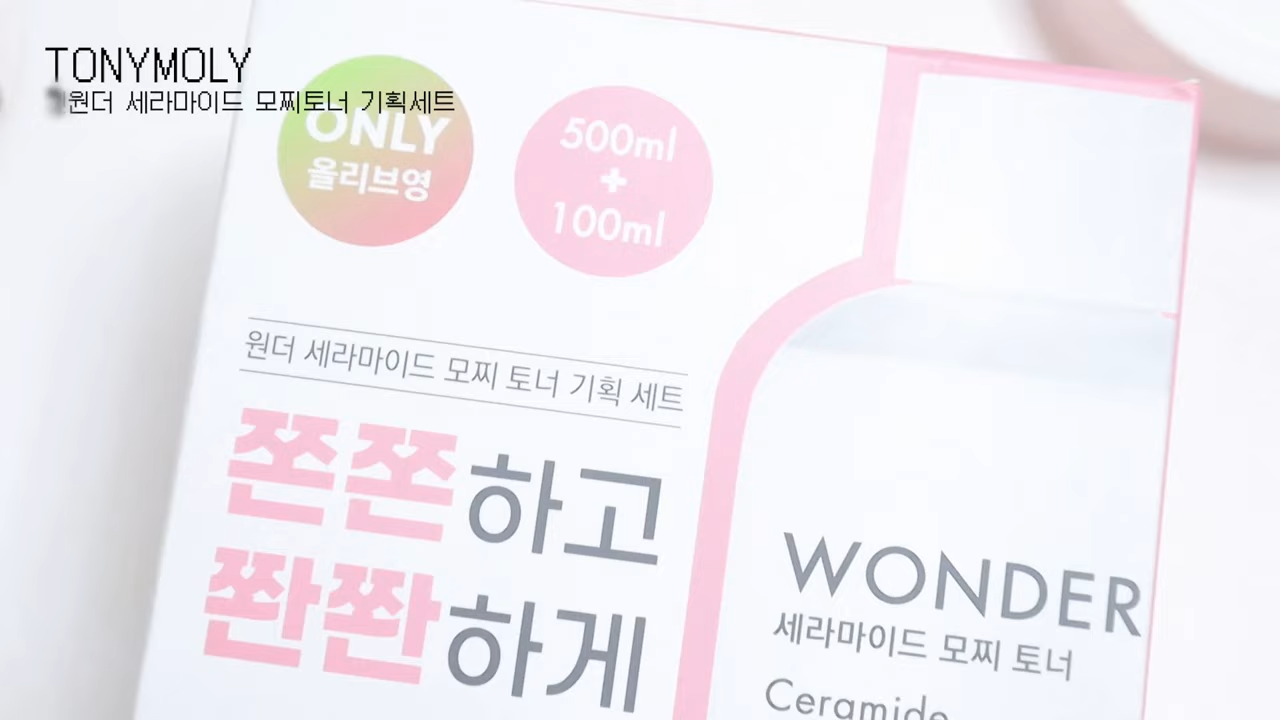 TONYMOLY
원더 세라마이드 모찌토너 기획세트
ONLY
올리브영
500ml
+
100ml
원더 세라마이드 모찌 토너 기획 세트
쫀쫀하고
짠짠하게
WONDER
세라마이드 모찌 토너
Ceramide